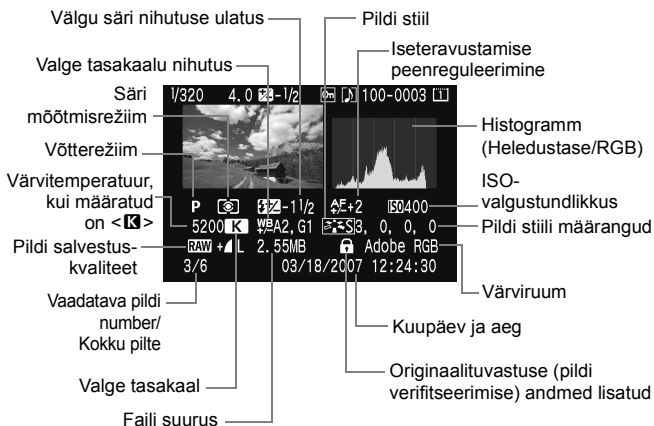 Välgu säri nihutuse ulatus
Pildi stiil
Valge tasakaalu nihutus
Iseteravustamise
peenreguleerimine
Säri
mõõtmisrežiim
1/320 4.0 -1/2 100-0003
Võtterežiim
Histogramm
(Heledustase/RGB)
Värvitemperatuur,
kui määratud
on <K>
P -1 1/2 AF+2 ISO400
ISO-
valgustundlikkus
5200 K WB A2, G1 S3, 0, 0, 0
Pildi stiili määrangud
Pildi salvestus-
kvaliteet
RAW + L 2.55MB Adobe RGB
3/6 03/18/2007 12:24:30
Värviruum
Vaadatava pildi
number/
Kokku pilte
Kuupäev ja aeg
Valge tasakaal
Originaalituvastuse (pildi
verifitseerimise) andmed lisatud
Faili suurus